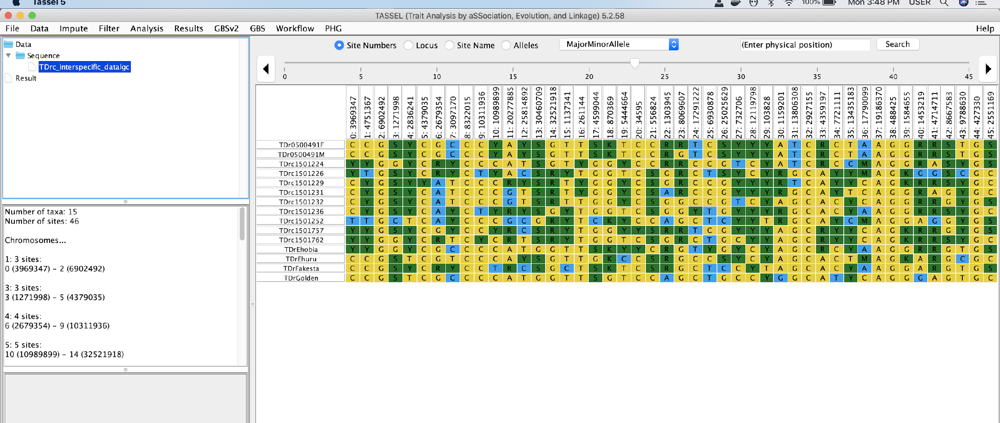 Tassel 5 100% Mon 3:48 PM USER
TASSEL (Trait Analysis by aSSociation, Evolution, and Linkage) 5.2.58
File Data Impute Filter Analysis Results GBSv2 GBS Workflow PHG Help
Data
Sequence
TDrc_interspecific_datalgc
Result
Number of taxa: 15
Number of sites: 46
Chromosomes...
1: 3 sites:
0 (3969347) - 2 (6902492)
3: 3 sites:
3 (1271998) - 5 (4379035)
4: 4 sites:
6 (2679354) - 9 (10311936)
5: 5 sites:
10 (10989899) - 14 (32521918)
Site Numbers Locus Site Name Alleles MajorMinorAllele (Enter physical position) Search
0 5 10 15 20 25 30 35 40 45
0: 3969347 1: 4751367 2: 6902492 3: 1271998 4: 2836241 5: 4379035 6: 2679354 7: 3097170 8: 8322015 9: 10311936 10: 10989899 11: 20277885 12: 25814892 13: 30460709 14: 32521918 15: 1137341 16: 261144 17: 4599044 18: 870369 19: 5444664 20: 34595 21: 556824 22: 1303945 23: 8069607 24: 17291222 25: 6930878 26: 25025629 27: 732706 28: 12119798 29: 103828 30: 1159201 31: 13806308 32: 2927155 33: 4359197 34: 7721111 35: 13435183 36: 17790099 37: 19186370 38: 488425 39: 1584655 40: 1453219 41: 4714711 42: 8667583 43: 9788630 44: 427330 45: 2551169
TDr0500491F C C G S Y C G C C C Y A Y S G T T S K T C C R R T C S Y Y Y A T C R C T A A G G R R S T G S
TDr0500491M C C G S Y C G C C C Y A Y S G T T S K T C C R G T C S Y Y Y A T C R C T A A G G R R S T G S
TDrc1501224 Y Y G G Y C R Y C C C A T S G T Y G G Y C C R R C C G T C Y A T C R C C M A G G R A S Y G S
TDrc1501226 Y T G S Y C R Y C T Y A C S R Y T G G T C S G R C T S Y C Y R G C A Y Y M A G K G G S C G C
TDrc1501229 C Y G S Y Y A T C C C R Y S R T Y G G Y C S G R C C G Y Y Y R T C A Y Y C A G K R R S Y G C
TDrc1501231 C Y G S Y C A T C C C G T S R T Y G G Y C S A R C C G Y Y Y R G C A Y T C A G G R A G Y G C
TDrc1501232 C Y G S Y C A T C C C G T S R T T G G Y C S G G C C G T C Y A G C A C Y C A G G R R G Y G S
TDrc1501236 C Y G S Y C A Y C T Y R Y S G Y T G G T C S G G Y T G Y Y Y R G C A C Y A A G G R R S Y G C
TDrc1501252 T T G C T C A Y C C C G C G R Y T C K Y C C A G C T C Y Y T R G C A Y C M A G G A G G Y G S
TDrc1501757 Y Y G S Y C G Y C C Y R C S R Y T G G Y Y S R R T C G Y Y Y A G C R Y Y C A G K R R G Y G S
TDrc1501762 Y Y G G Y C R T C Y C R T S R Y T G G T C S G R C T G C Y Y A G C R Y Y C A G K R R S Y G C
TDrEhobia Y Y G G Y C G C C C C A T G G T T S K Y Y C R G T Y G Y C Y A G C R C Y A A G G R R G T G S
TDrEhuru C C G S T C G T C C C A Y S G T T G K C C S R G C C S Y C Y A G C A C T M A G K A R G C G C
TDrFakesta C C G S Y C R Y C C T R C S G C T S K T C S R G C T C C Y T A G C A C Y A A G G A R G T G S
TDrGolden C C G S T C G C C C C A T G G T T S G T C C A G C T G C C Y G G C A T Y C A G G G A G T G C